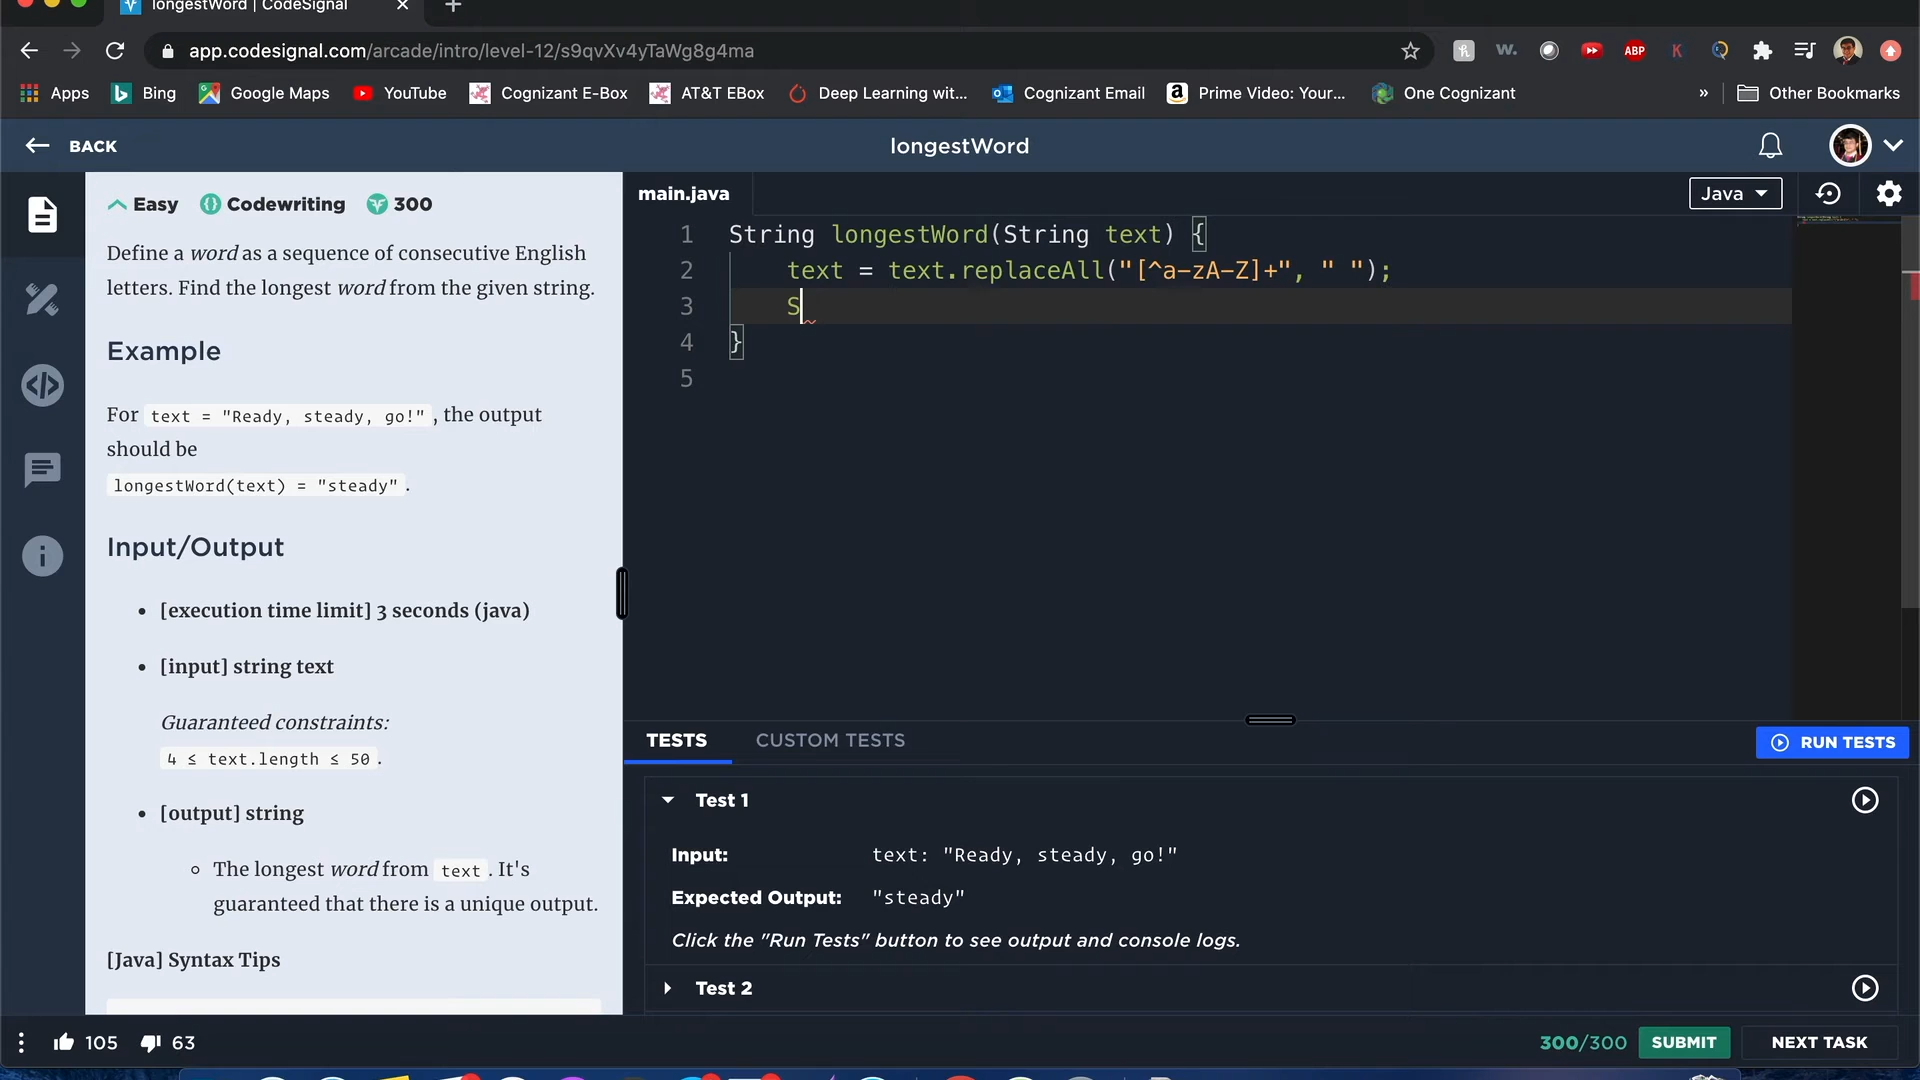 longestWord | CodeSignal
app.codesignal.com/arcade/intro/level-12/s9qvXv4yTaWg8g4ma
W.
ABP
K
Apps
Bing
Google Maps
YouTube
Cognizant E-Box
AT&T EBox
Deep Learning wit...
Cognizant Email
Prime Video: Your...
One Cognizant
»
Other Bookmarks
BACK
longestWord
Easy
Codewriting
300
Define a word as a sequence of consecutive English
letters. Find the longest word from the given string.
Example
For text = "Ready, steady, go!", the output
should be
longestWord(text) = "steady".
Input/Output
• [execution time limit] 3 seconds (java)
• [input] string text
Guaranteed constraints:
4 ≤ text.length ≤ 50.
• [output] string
The longest word from text. It's
guaranteed that there is a unique output.
[Java] Syntax Tips
main.java
Java
1 String longestWord(String text) {
2 text = text.replaceAll("[^a-zA-Z]+", " ");
3 S
4 }
5
TESTS
CUSTOM TESTS
RUN TESTS
Test 1
Input: text: "Ready, steady, go!"
Expected Output: "steady"
Click the "Run Tests" button to see output and console logs.
Test 2
105
63
300/300
SUBMIT
NEXT TASK